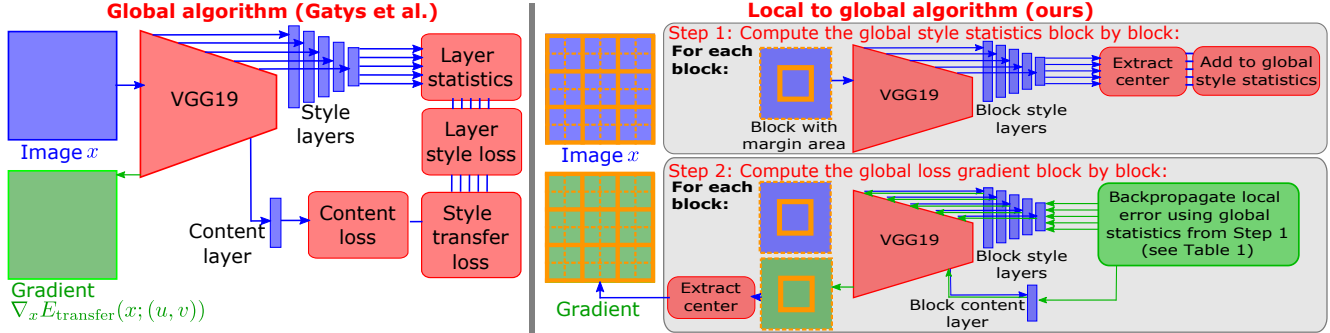 Global algorithm (Gatys et al.)
Image x
VGG19
Style
layers
Layer
statistics
Layer
style loss
Style
transfer
loss
Content
loss
Content
layer
Gradient
∇ₓE_transfer(x; (u, v))
Local to global algorithm (ours)
Image x
Gradient
Step 1: Compute the global style statistics block by block:
For each
block:
Block with
margin area
VGG19
Block style
layers
Extract
center
Add to global
style statistics
Step 2: Compute the global loss gradient block by block:
For each
block:
VGG19
Block style
layers
Backpropagate local
error using global
statistics from Step 1
(see Table 1)
Block content
layer
Extract
center